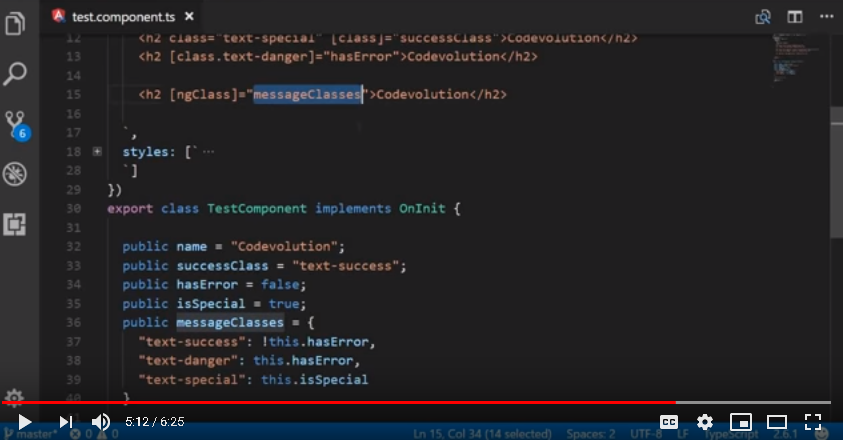 test.component.ts
12 <h2 class="text-special" [class]="successClass">Codevolution</h2>
13 <h2 [class.text-danger]="hasError">Codevolution</h2>
14
15 <h2 [ngClass]="messageClasses">Codevolution</h2>
16
17 `,
18 styles: [` ...
28 `]
29 })
30 export class TestComponent implements OnInit {
31
32 public name = "Codevolution";
33 public successClass = "text-success";
34 public hasError = false;
35 public isSpecial = true;
36 public messageClasses = {
37 "text-success": !this.hasError,
38 "text-danger": this.hasError,
39 "text-special": this.isSpecial
40 }
6
5:12 / 6:25
CC
master* 0 0 Ln 15, Col 34 (14 selected) Spaces: 2 UTF-8 LF TypeScript 2.6.1